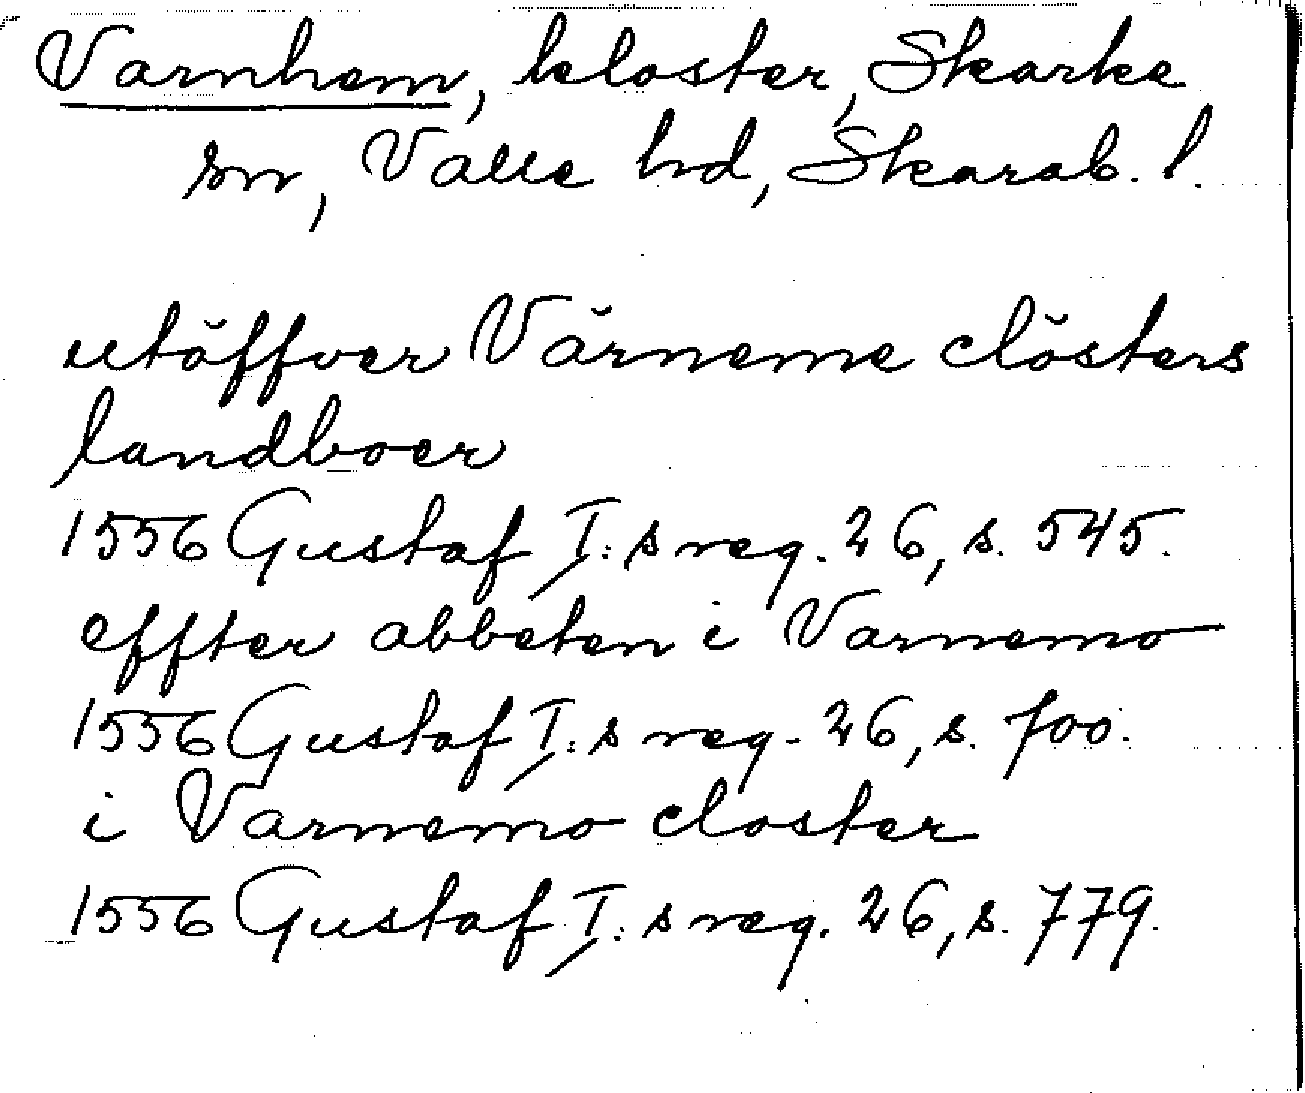 Varnhem, kloster, Skarke
sn, Valle hd, Skarab. l.
utöffver Värneme clösters
landboer
1556 Gustaf I:s reg. 26, s. 545.
effter abbeten i Varnemo
1556 Gustaf I:s reg. 26, s. 700.
i Varnemo closter
1556 Gustaf I:s reg. 26, s. 779.